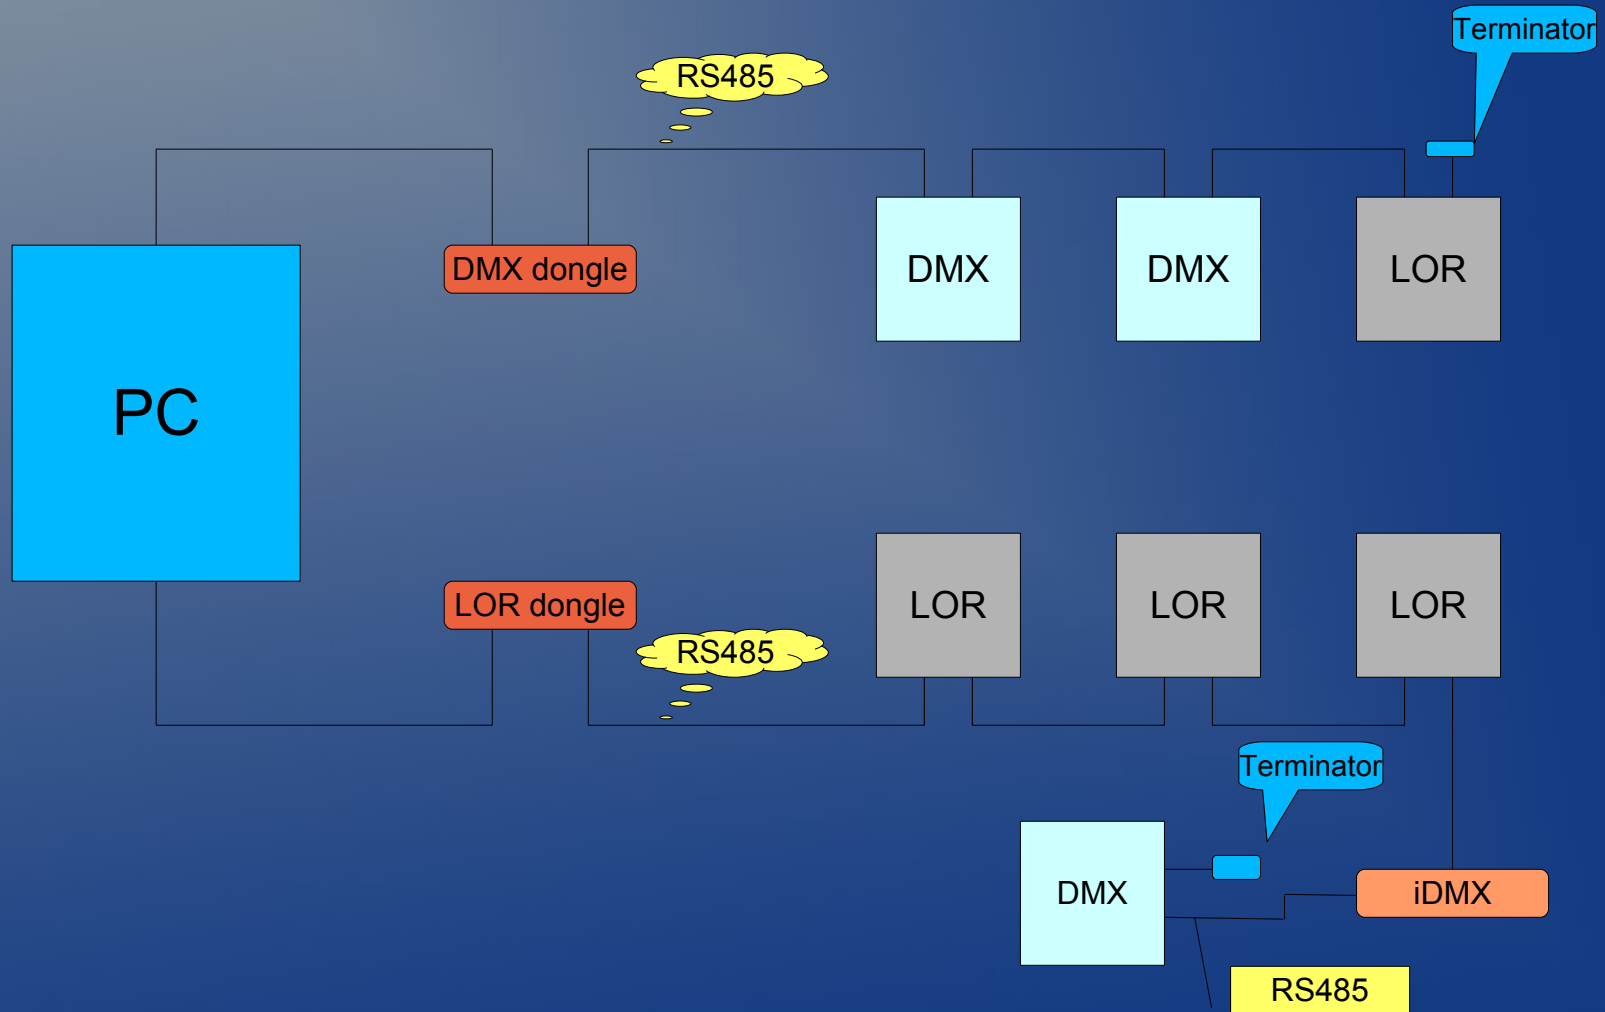 Terminator
RS485
DMX dongle
DMX
DMX
LOR
PC
LOR dongle
LOR
LOR
LOR
RS485
Terminator
DMX
iDMX
RS485